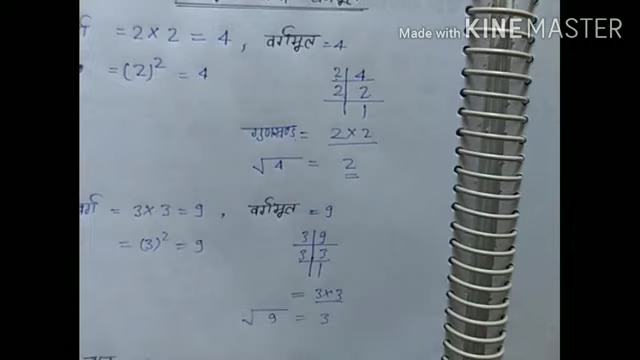 Made with KINEMASTER
= 2 × 2 = 4 , वर्गमूल = 4
= (2)² = 4
2 | 4
2 | 2
| 1
गुणखण्ड = 2 × 2
√4 = 2
वर्ग = 3 × 3 = 9 , वर्गमूल = 9
= (3)² = 9
3 | 9
3 | 3
| 1
= 3×3
√9 = 3